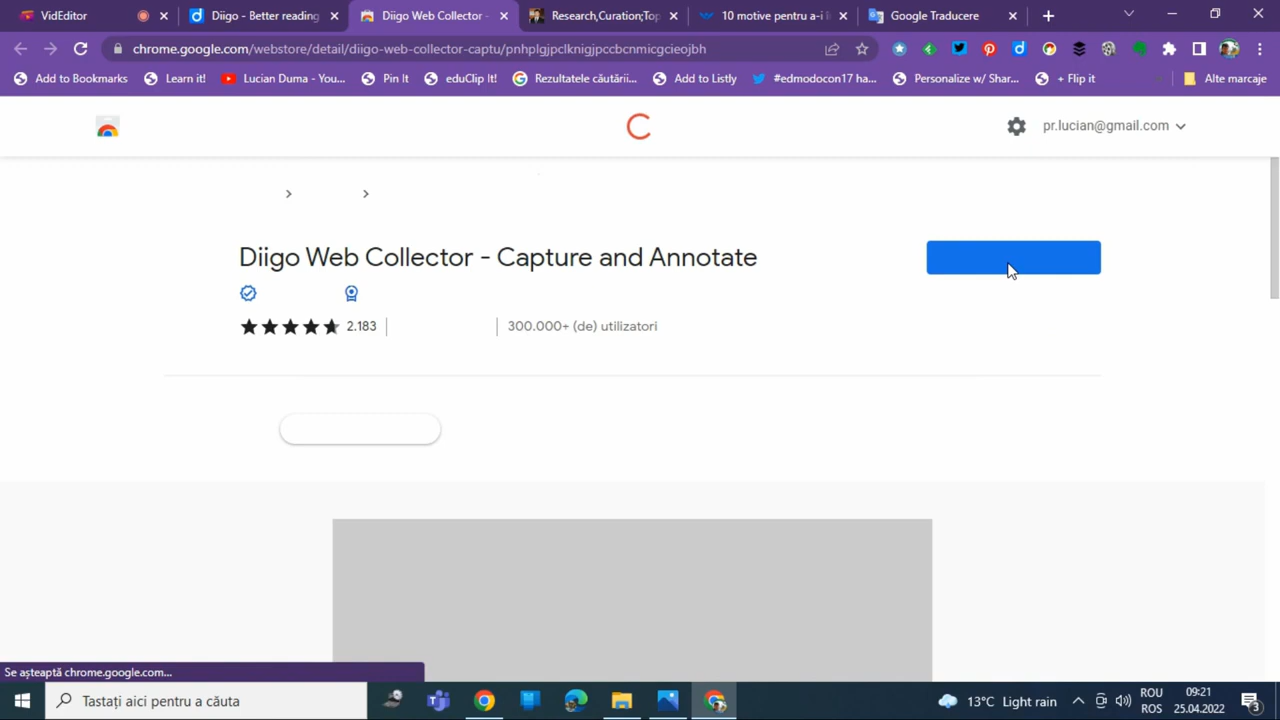 VidEditor
Diigo - Better reading
Diigo Web Collector -
Research,Curation;Top
10 motive pentru a-i îl
Google Traducere
chrome.google.com/webstore/detail/diigo-web-collector-captu/pnhplgjpclknigjpccbcnmicgcieojbh
Add to Bookmarks
Learn it!
Lucian Duma - You...
Pin It
eduClip It!
Rezultatele căutării...
Add to Listly
#edmodocon17 ha...
Personalize w/ Shar...
+ Flip it
Alte marcaje
pr.lucian@gmail.com
Diigo Web Collector - Capture and Annotate
2.183
300.000+ (de) utilizatori
Se așteaptă chrome.google.com...
Tastați aici pentru a căuta
13°C Light rain
ROU
ROS
09:21
25.04.2022
3